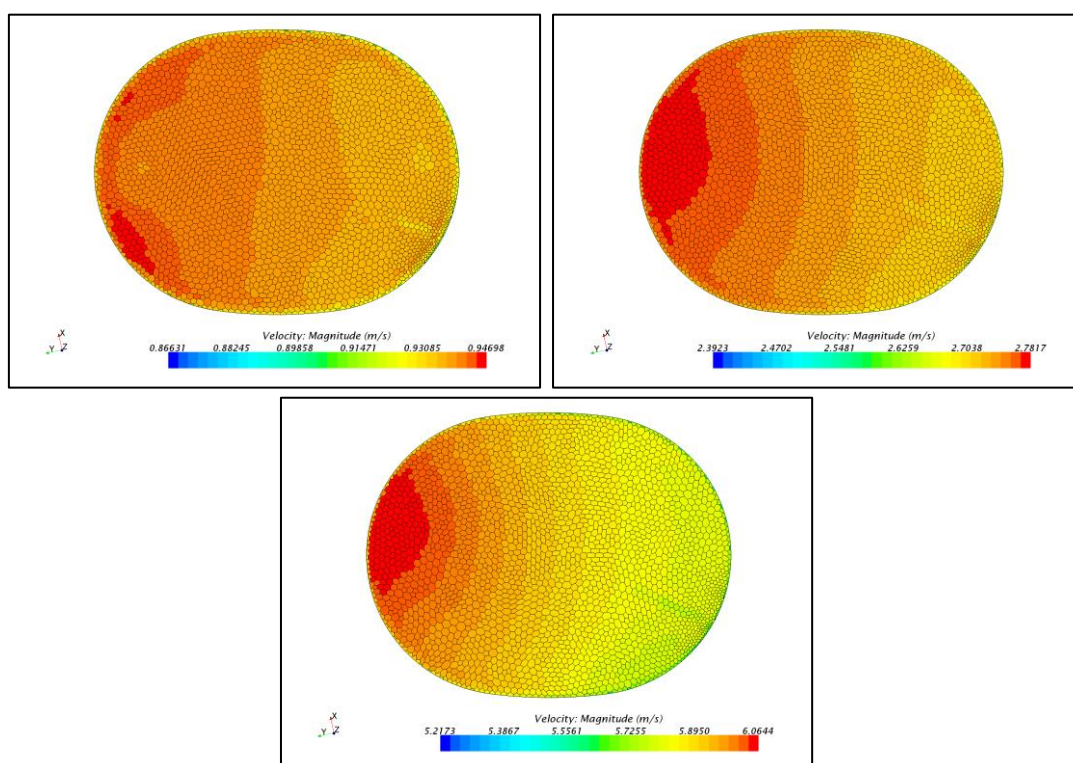 X
Y Z
Velocity: Magnitude (m/s)
0.86631 0.88245 0.89858 0.91471 0.93085 0.94698
X
Y Z
Velocity: Magnitude (m/s)
2.3923 2.4702 2.5481 2.6259 2.7038 2.7817
X
Y Z
Velocity: Magnitude (m/s)
5.2173 5.3867 5.5561 5.7255 5.8950 6.0644